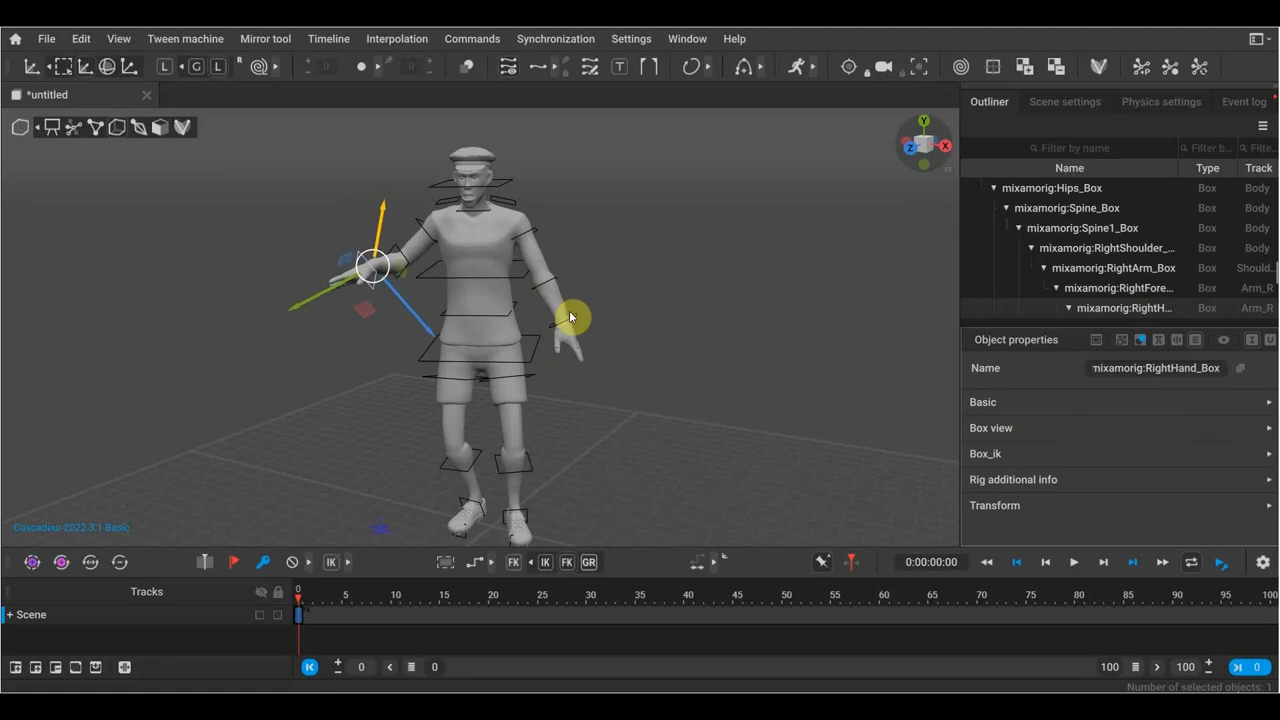 File Edit View Tween machine Mirror tool Timeline Interpolation Commands Synchronization Settings Window Help
L G L R 0 0 T
*untitled
Outliner Scene settings Physics settings Event log
Filter by name Filter b... Filte...
Name Type Track
mixamorig:Hips_Box Box Body
mixamorig:Spine_Box Box Body
mixamorig:Spine1_Box Box Body
mixamorig:RightShoulder_... Box Body
mixamorig:RightArm_Box Box Should...
mixamorig:RightFore... Box Arm_R
mixamorig:RightH... Box Arm_R
Y
Z X
Object properties
Name mixamorig:RightHand_Box
Basic
Box view
Box_ik
Rig additional info
Transform
Cascadeur 2022.3.1 Basic
IK FK IK FK GR 0:00:00:00
Tracks 0 5 10 15 20 25 30 35 40 45 50 55 60 65 70 75 80 85 90 95 100
+ Scene
0 0 100 100 0
Number of selected objects: 1